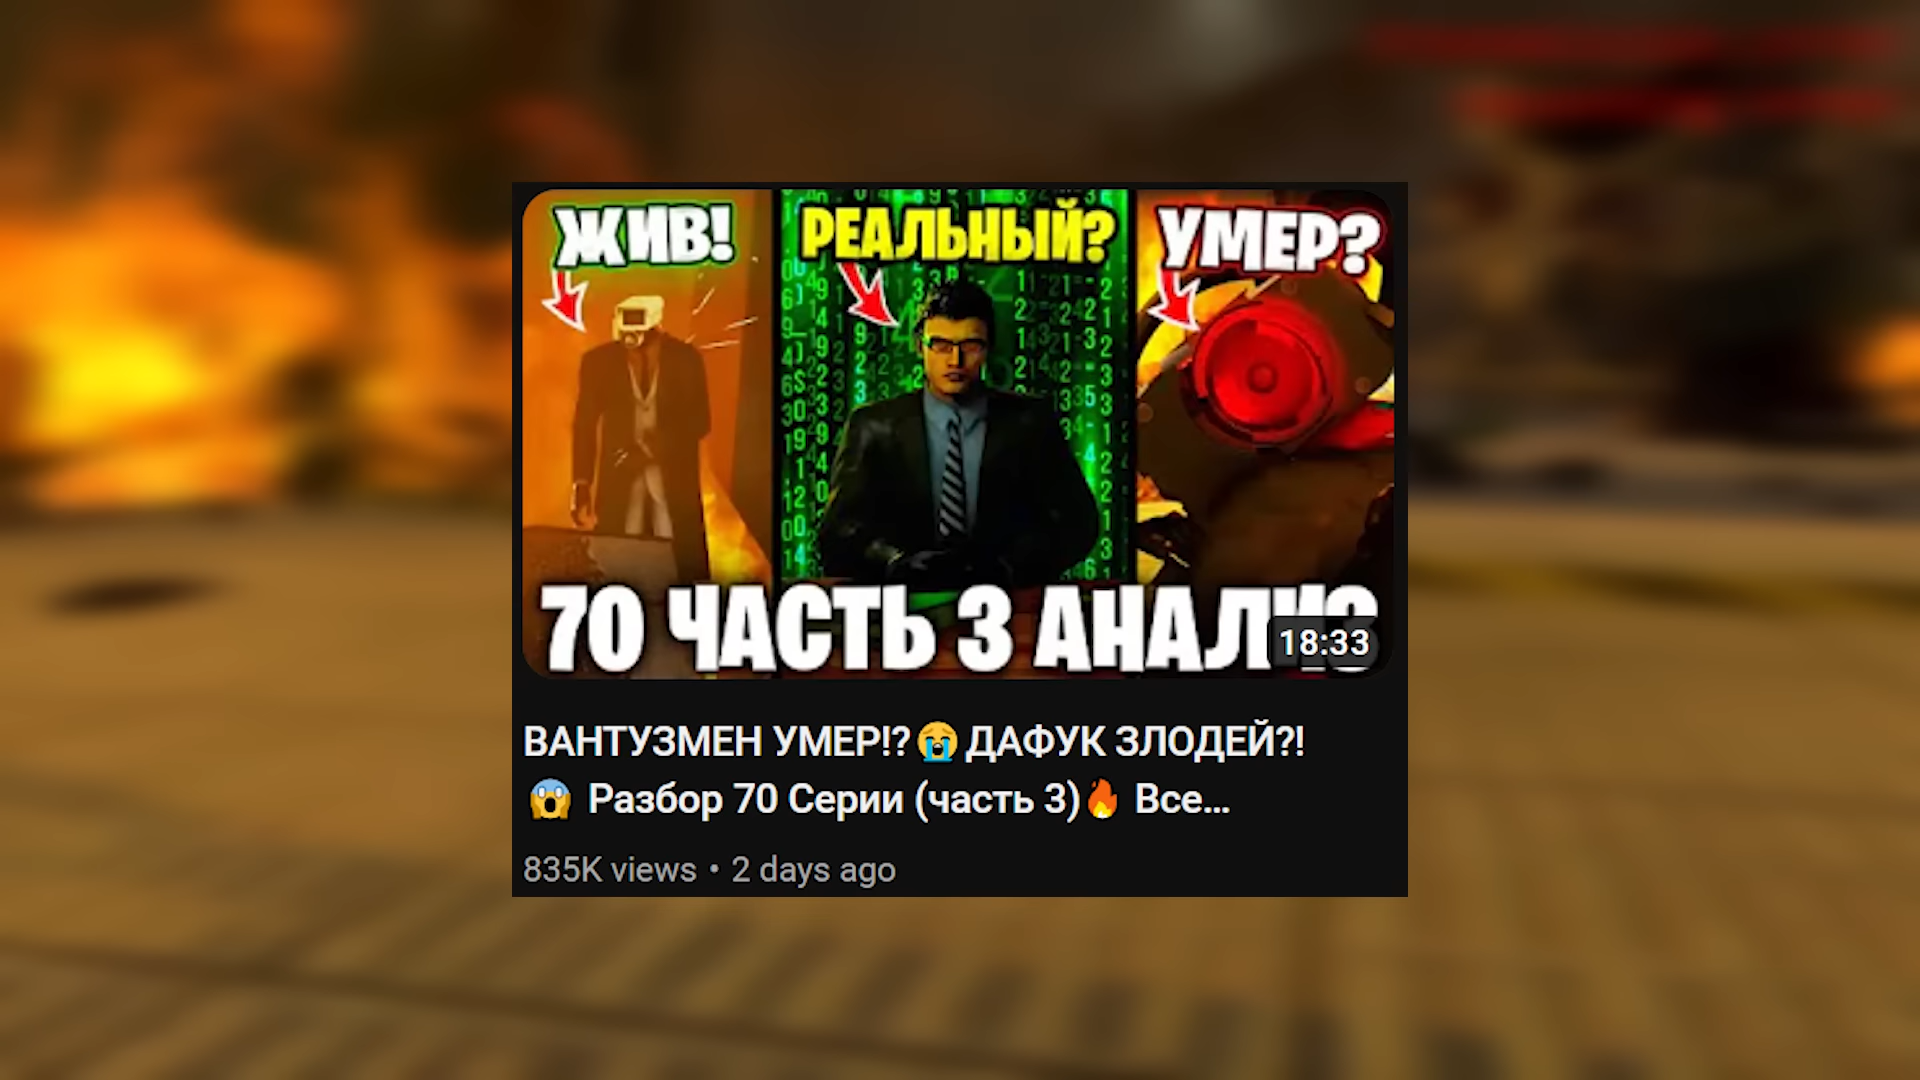 ЖИВ!
РЕАЛЬНЫЙ?
УМЕР?
70 ЧАСТЬ 3 АНАЛИЗ
18:33
ВАНТУЗМЕН УМЕР!?😭ДАФУК ЗЛОДЕЙ?!
😱 Разбор 70 Серии (часть 3)🔥 Все...
835K views • 2 days ago